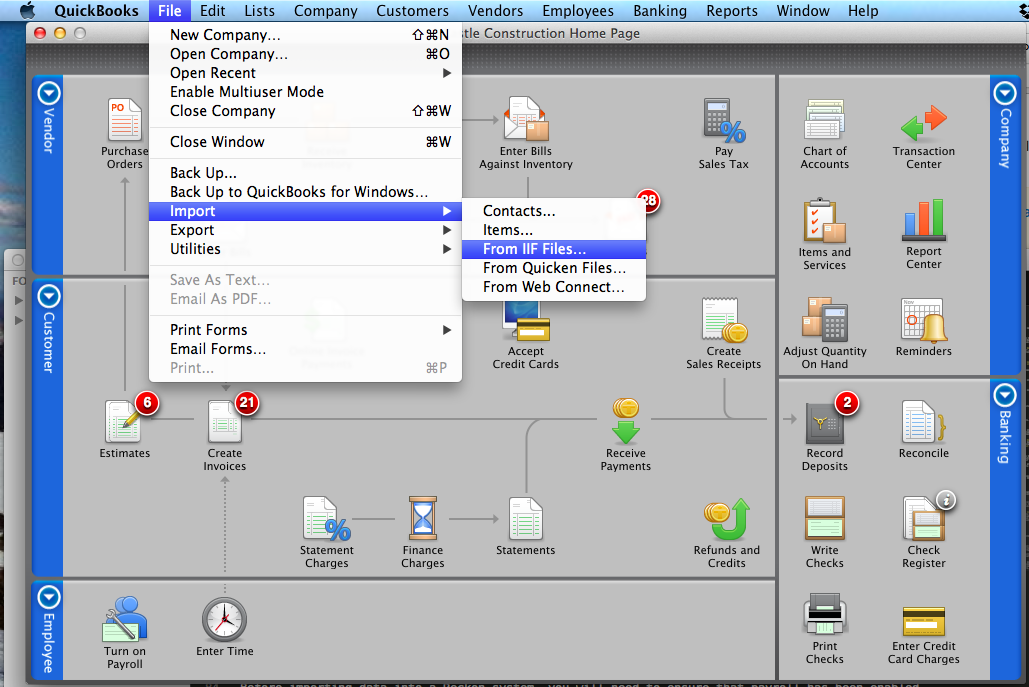 QuickBooks File Edit Lists Company Customers Vendors Employees Banking Reports Window Help
stle Construction Home Page
New Company... ⇧⌘N
Open Company... ⌘O
Open Recent ▶
Enable Multiuser Mode
Close Company ⇧⌘W
Close Window ⌘W
Back Up...
Back Up to QuickBooks for Windows...
Import ▶
Export ▶
Utilities ▶
Save As Text...
Email As PDF...
Print Forms ▶
Email Forms...
Print... ⌘P
Contacts...
Items...
From IIF Files...
From Quicken Files...
From Web Connect...
Vendor
PO
Purchase
Orders
Enter Bills
Against Inventory
Pay
Sales Tax
28
Customer
Accept
Credit Cards
Create
Sales Receipts
6
Estimates
21
Create
Invoices
Receive
Payments
Statement
Charges
Finance
Charges
Statements
Refunds and
Credits
Employee
Turn on
Payroll
Enter Time
Company
Chart of
Accounts
Transaction
Center
Items and
Services
Report
Center
Adjust Quantity
On Hand
Nov
Reminders
Banking
2
Record
Deposits
Reconcile
Write
Checks
i
Check
Register
Print
Checks
Enter Credit
Card Charges
FO